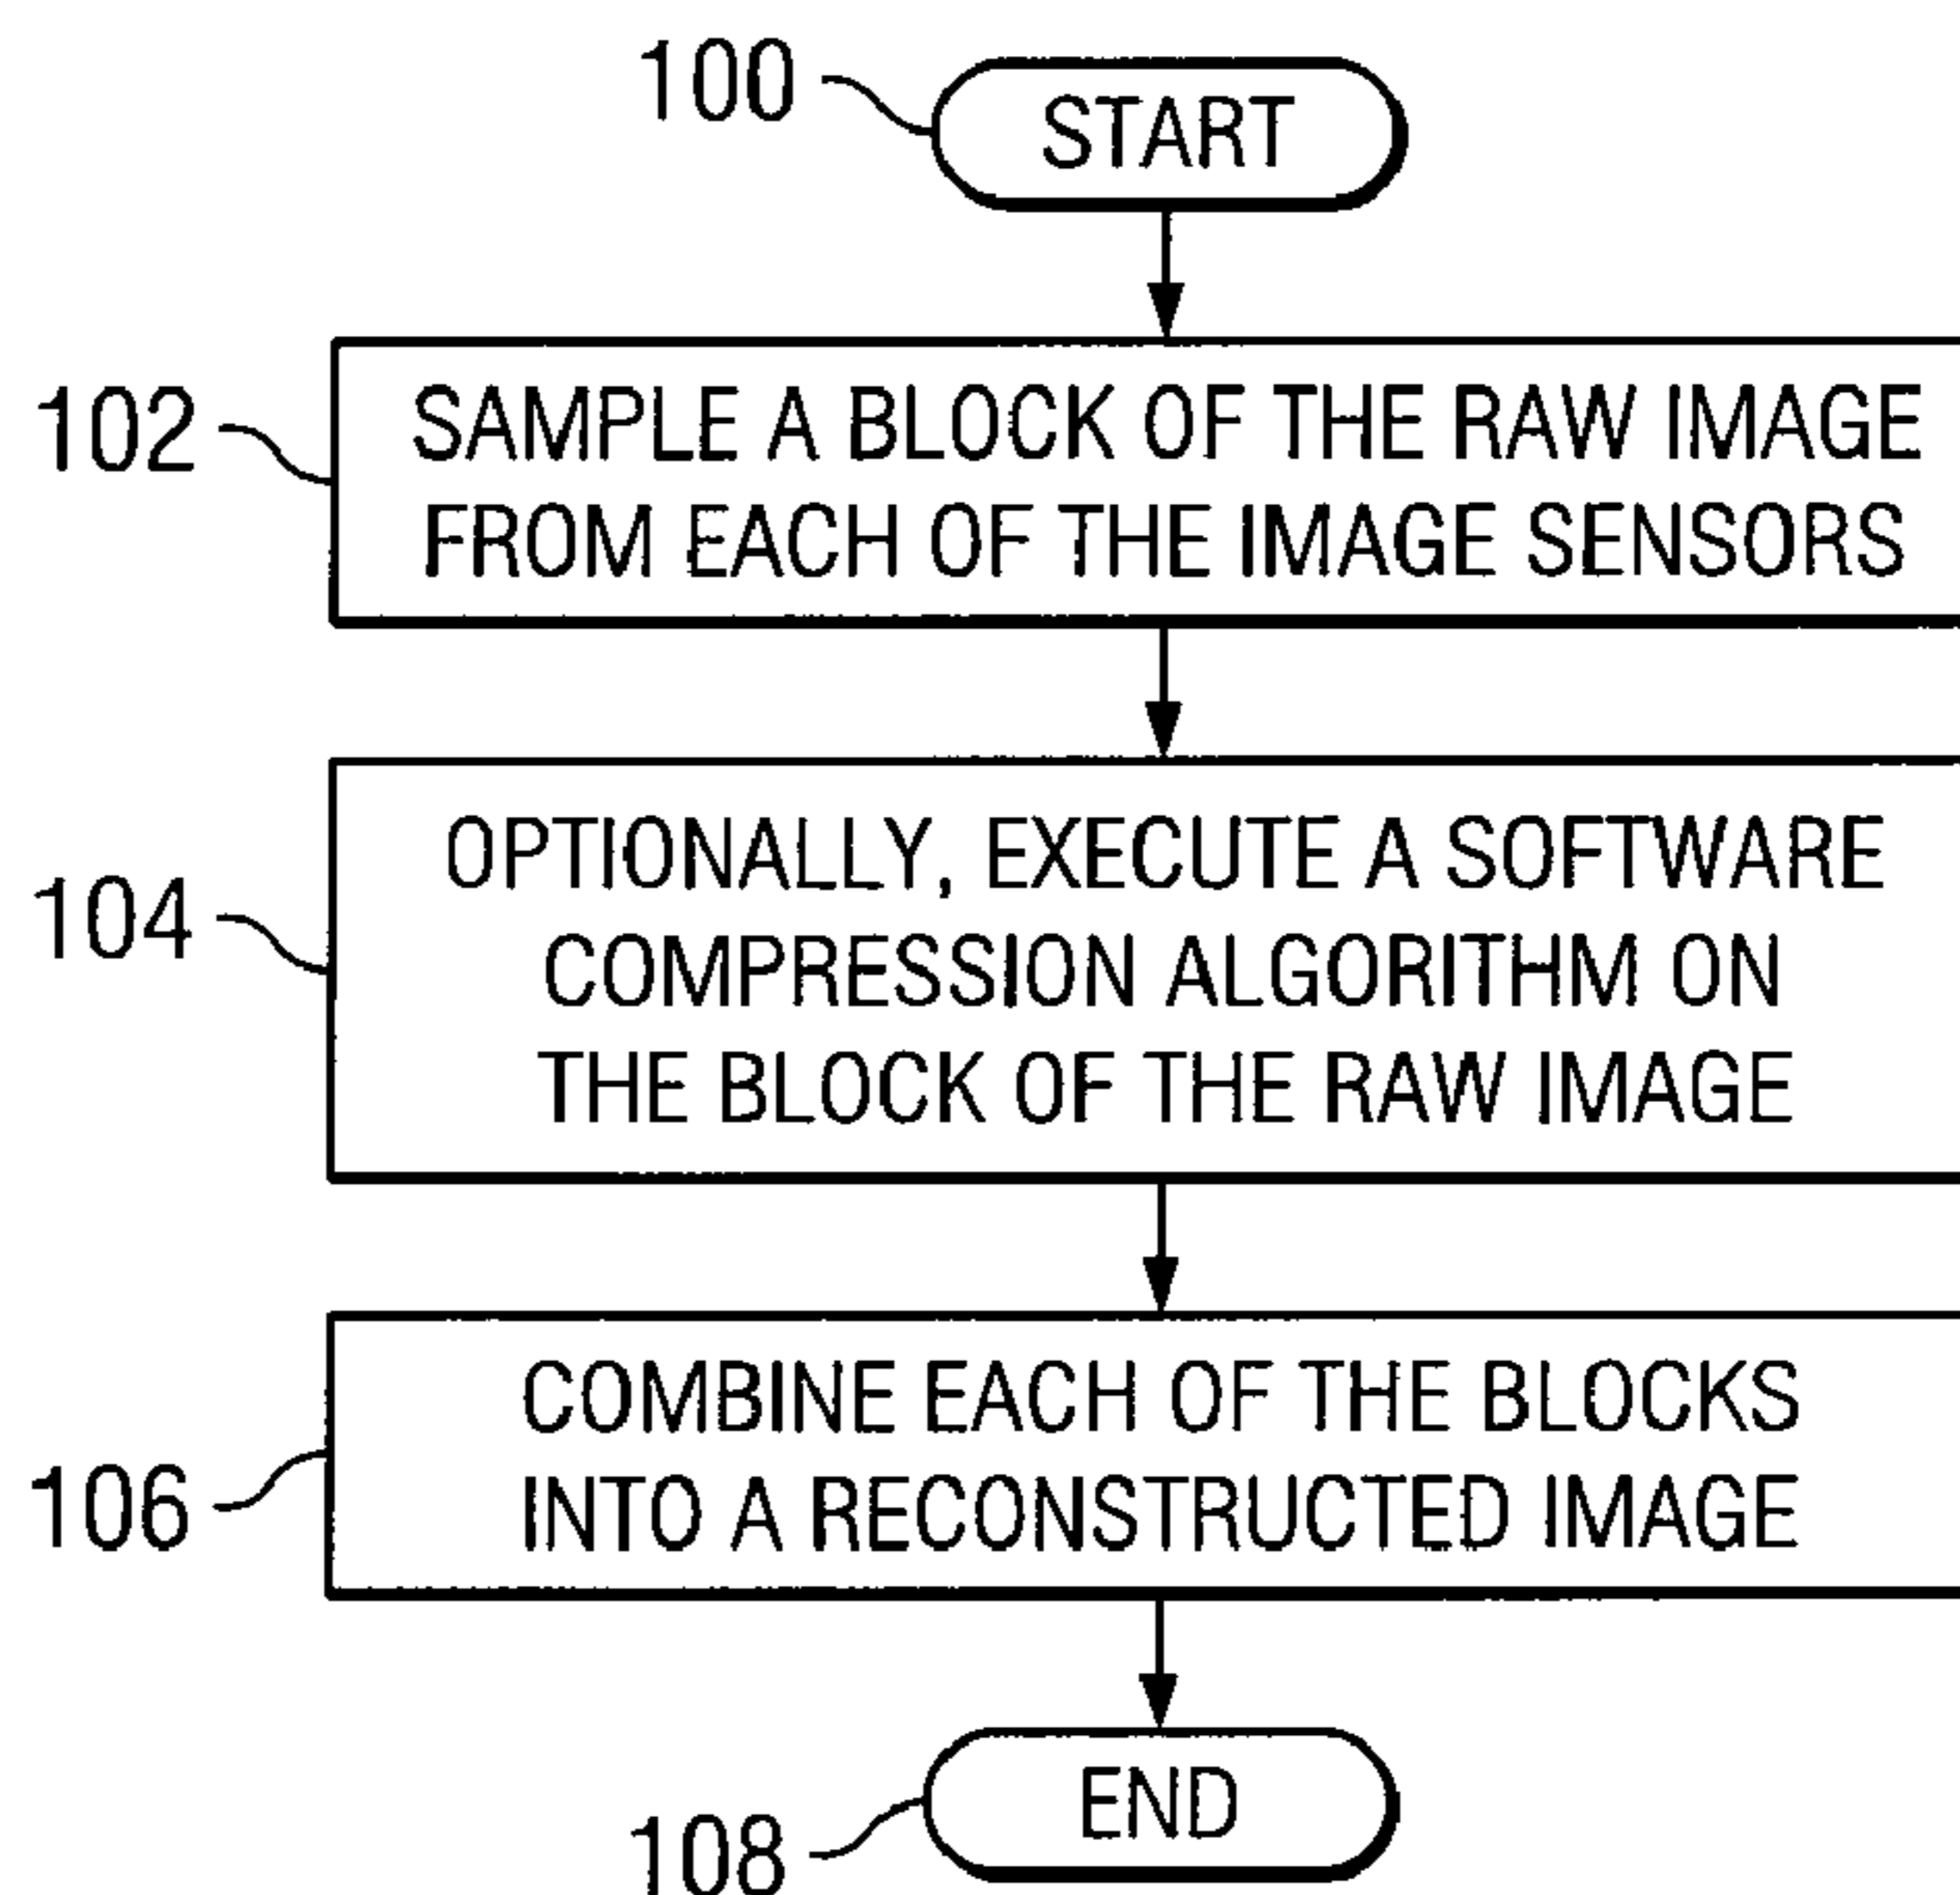 100
START
102
SAMPLE A BLOCK OF THE RAW IMAGE
FROM EACH OF THE IMAGE SENSORS
104
OPTIONALLY, EXECUTE A SOFTWARE
COMPRESSION ALGORITHM ON
THE BLOCK OF THE RAW IMAGE
106
COMBINE EACH OF THE BLOCKS
INTO A RECONSTRUCTED IMAGE
108
END